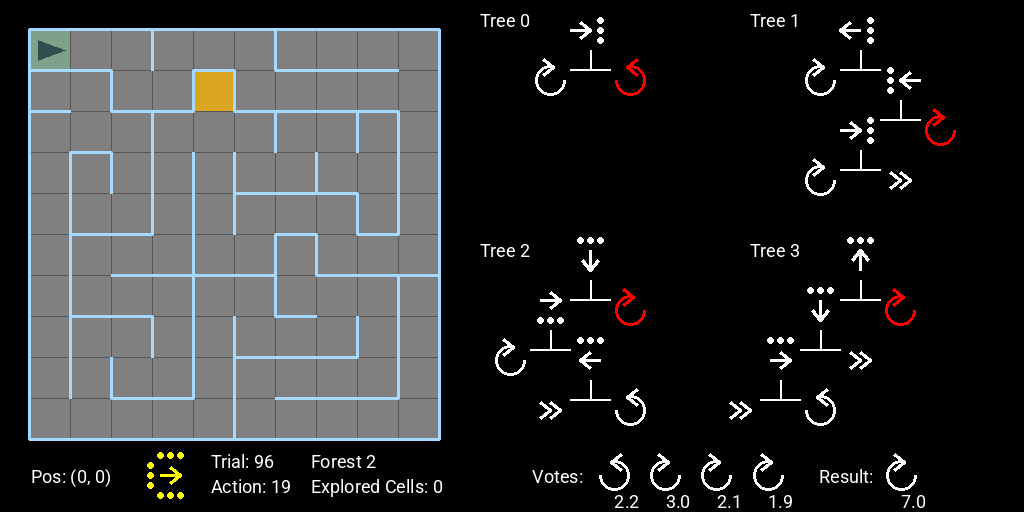 Tree 0
Tree 1
Tree 2
Tree 3
Pos: (0, 0)
Trial: 96
Forest 2
Action: 19
Explored Cells: 0
Votes:
2.2
3.0
2.1
1.9
Result:
7.0